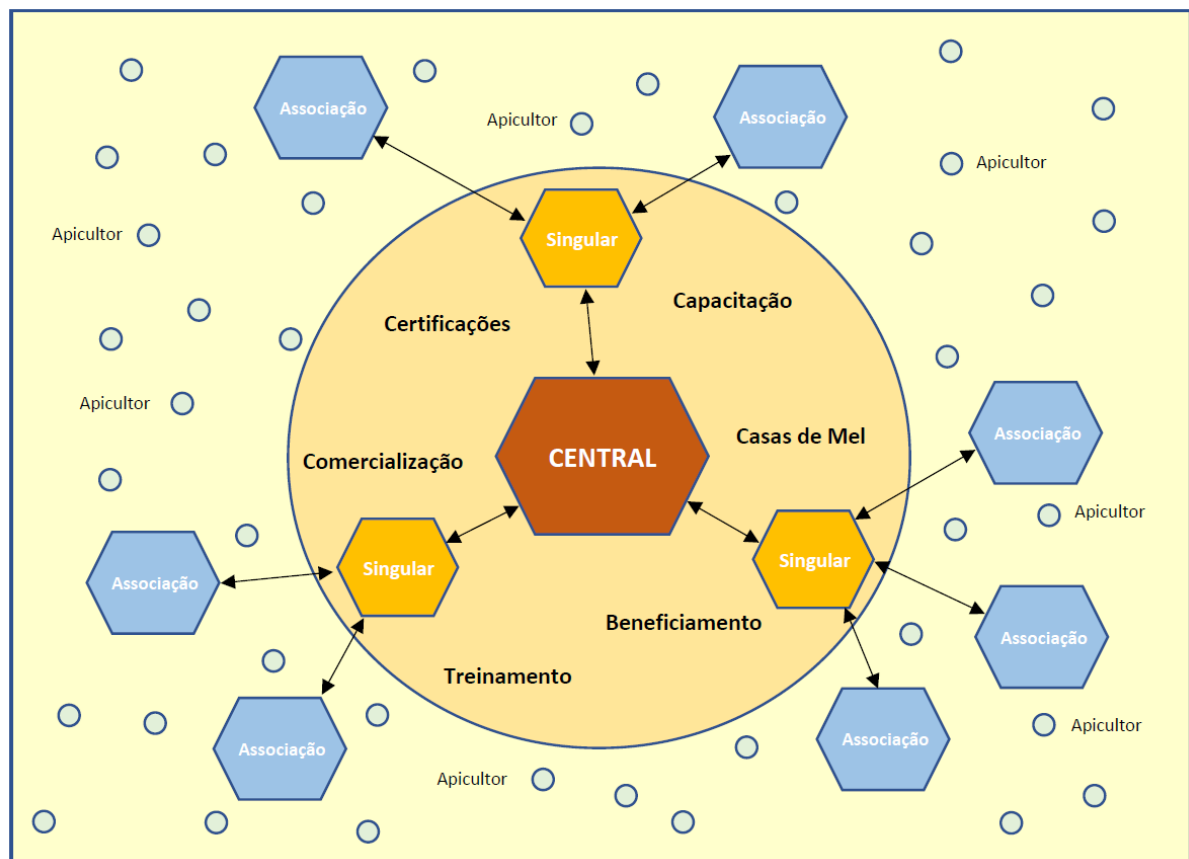 Associação
Apicultor
Associação
Apicultor
Apicultor
Singular
Capacitação
Certificações
Apicultor
Associação
Casas de Mel
CENTRAL
Comercialização
Apicultor
Singular
Singular
Associação
Beneficiamento
Associação
Treinamento
Apicultor
Associação
Associação
Apicultor